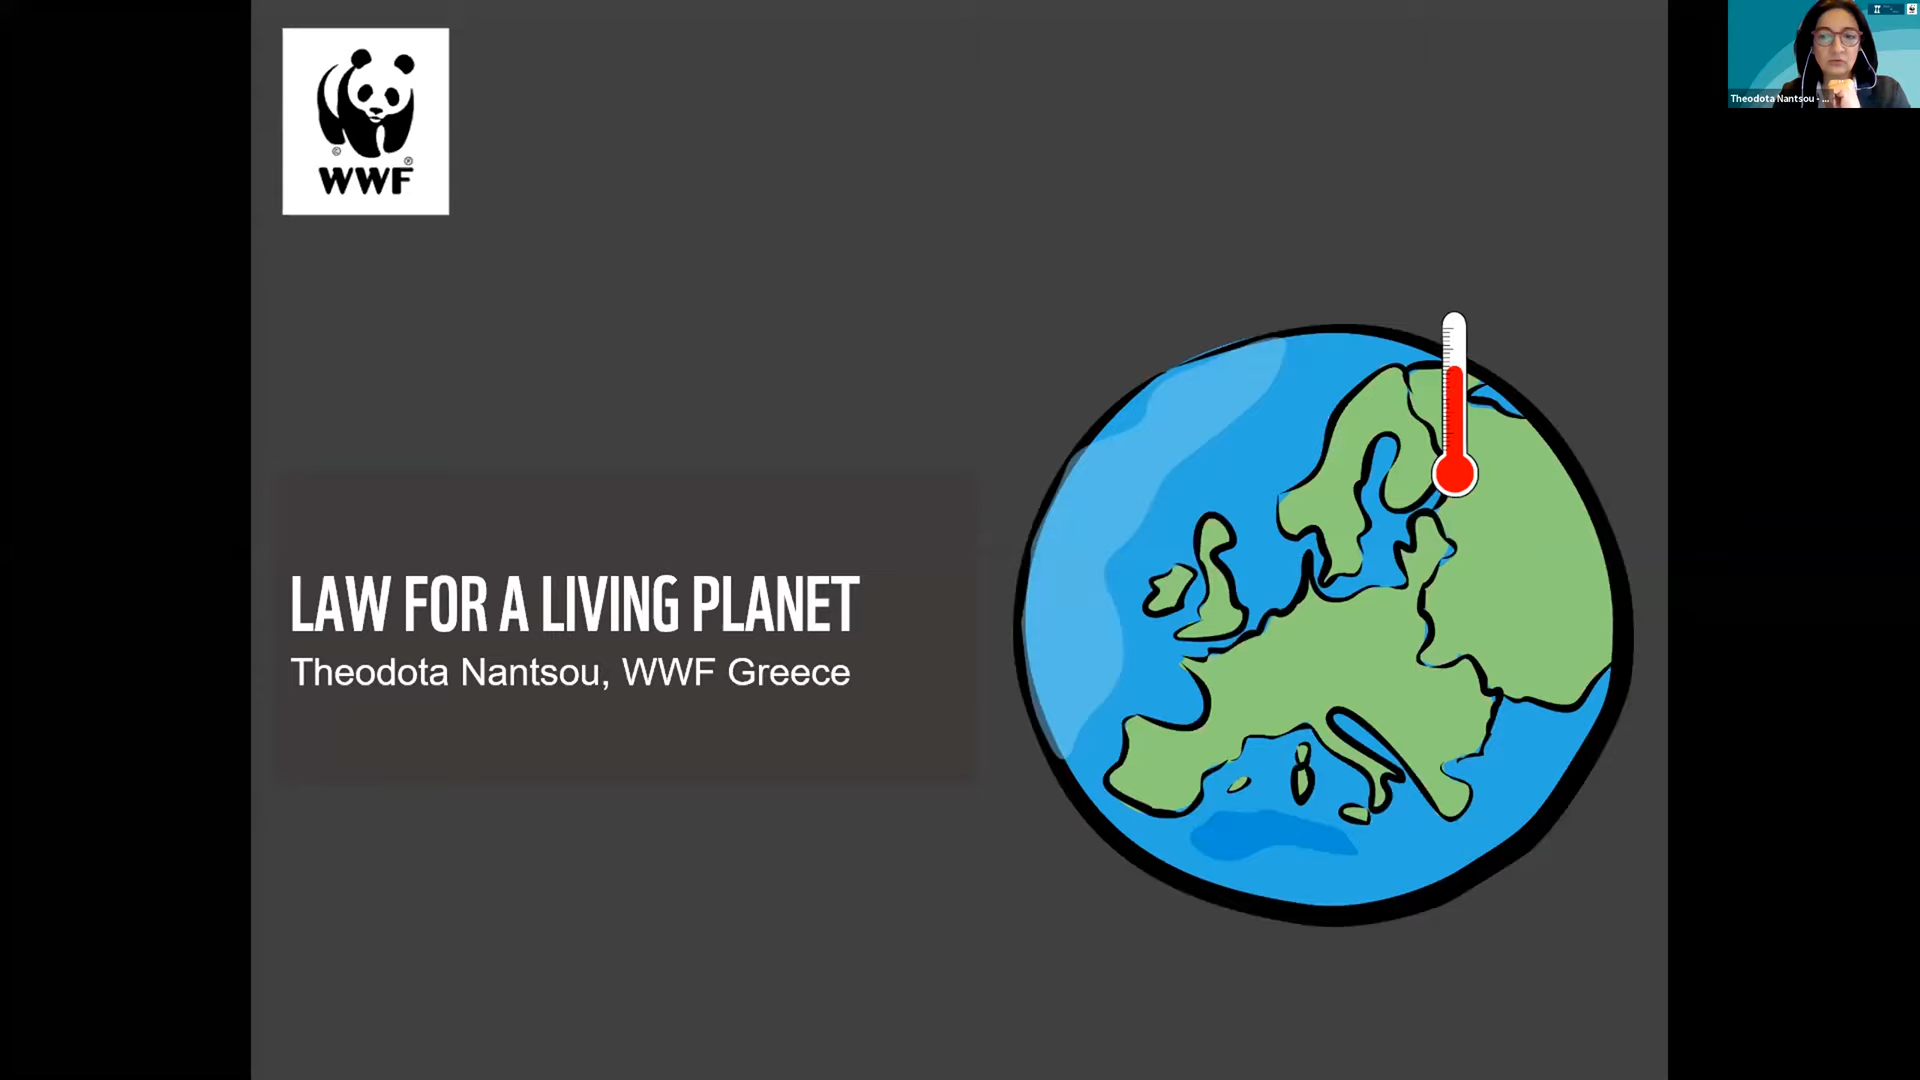 WWF
LAW FOR A LIVING PLANET
Theodota Nantsou, WWF Greece
Theodota Nantsou - ...